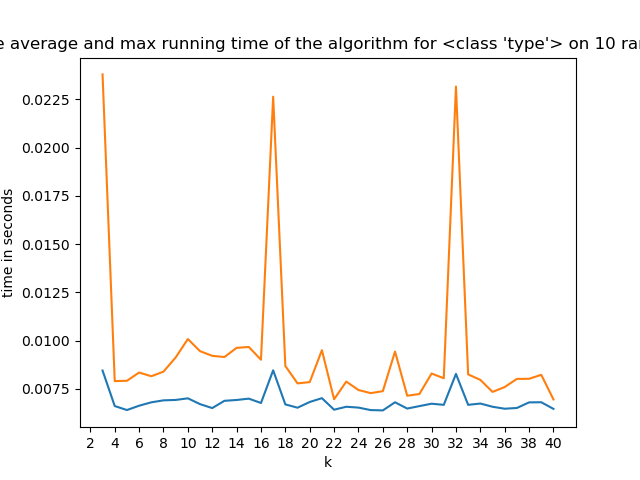 e average and max running time of the algorithm for <class 'type'> on 10 ra
time in seconds
0.0225
0.0200
0.0175
0.0150
0.0125
0.0100
0.0075
2 4 6 8 10 12 14 16 18 20 22 24 26 28 30 32 34 36 38 40
k